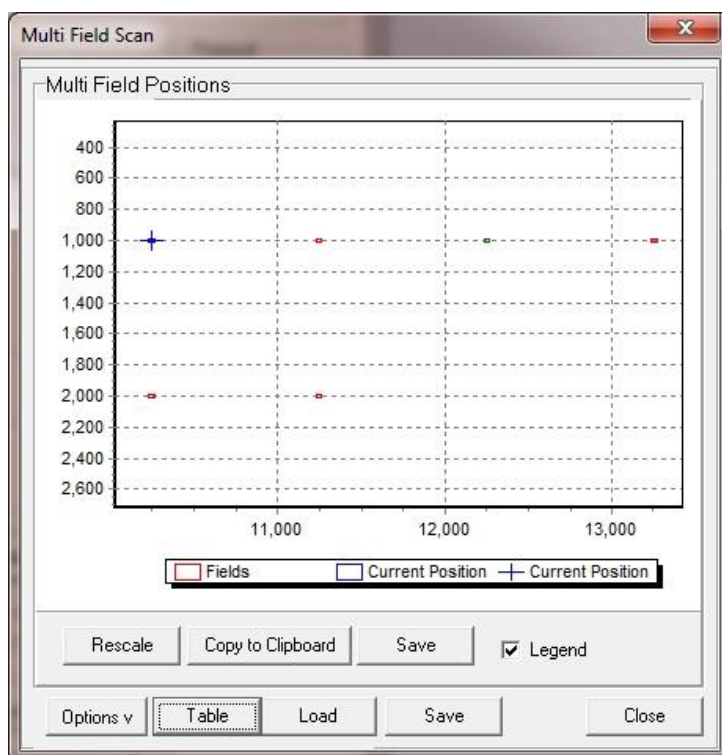 Multi Field Scan
Multi Field Positions
400
600
800
1,000
1,200
1,400
1,600
1,800
2,000
2,200
2,400
2,600
11,000 12,000 13,000
Fields Current Position Current Position
Rescale Copy to Clipboard Save Legend
Options v Table Load Save Close